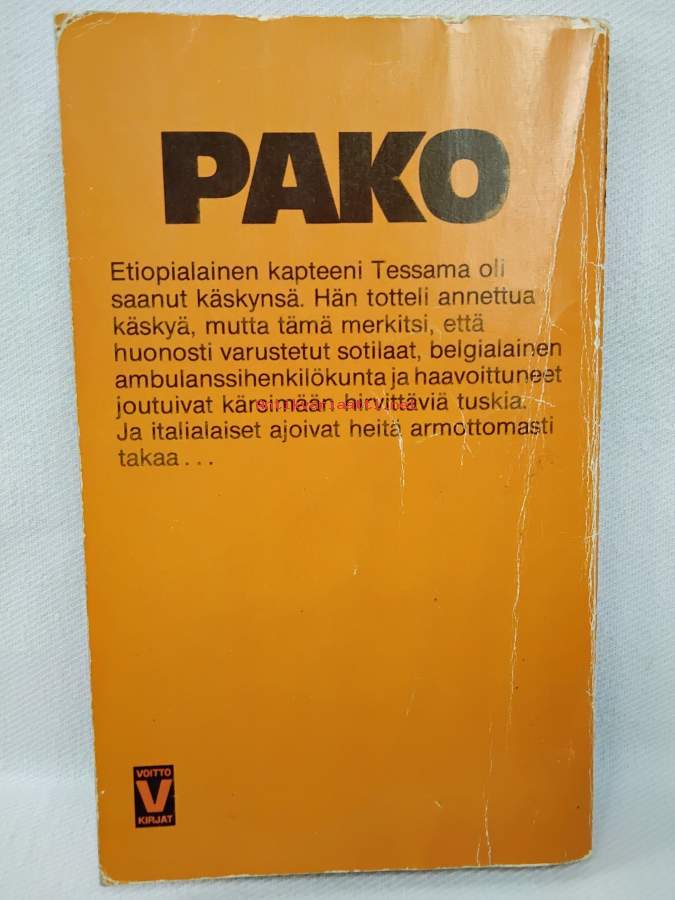 PAKO
Etiopialainen kapteeni Tessama oli
saanut käskynsä. Hän totteli annettua
käskyä, mutta tämä merkitsi, että
huonosti varustetut sotilaat, belgialainen
ambulanssihenkilökunta ja haavoittuneet
joutuivat kärsimään hirvittäviä tuskia.
Ja italialaiset ajoivat heitä armottomasti
takaa...
VOITTO
V
KIRJAT